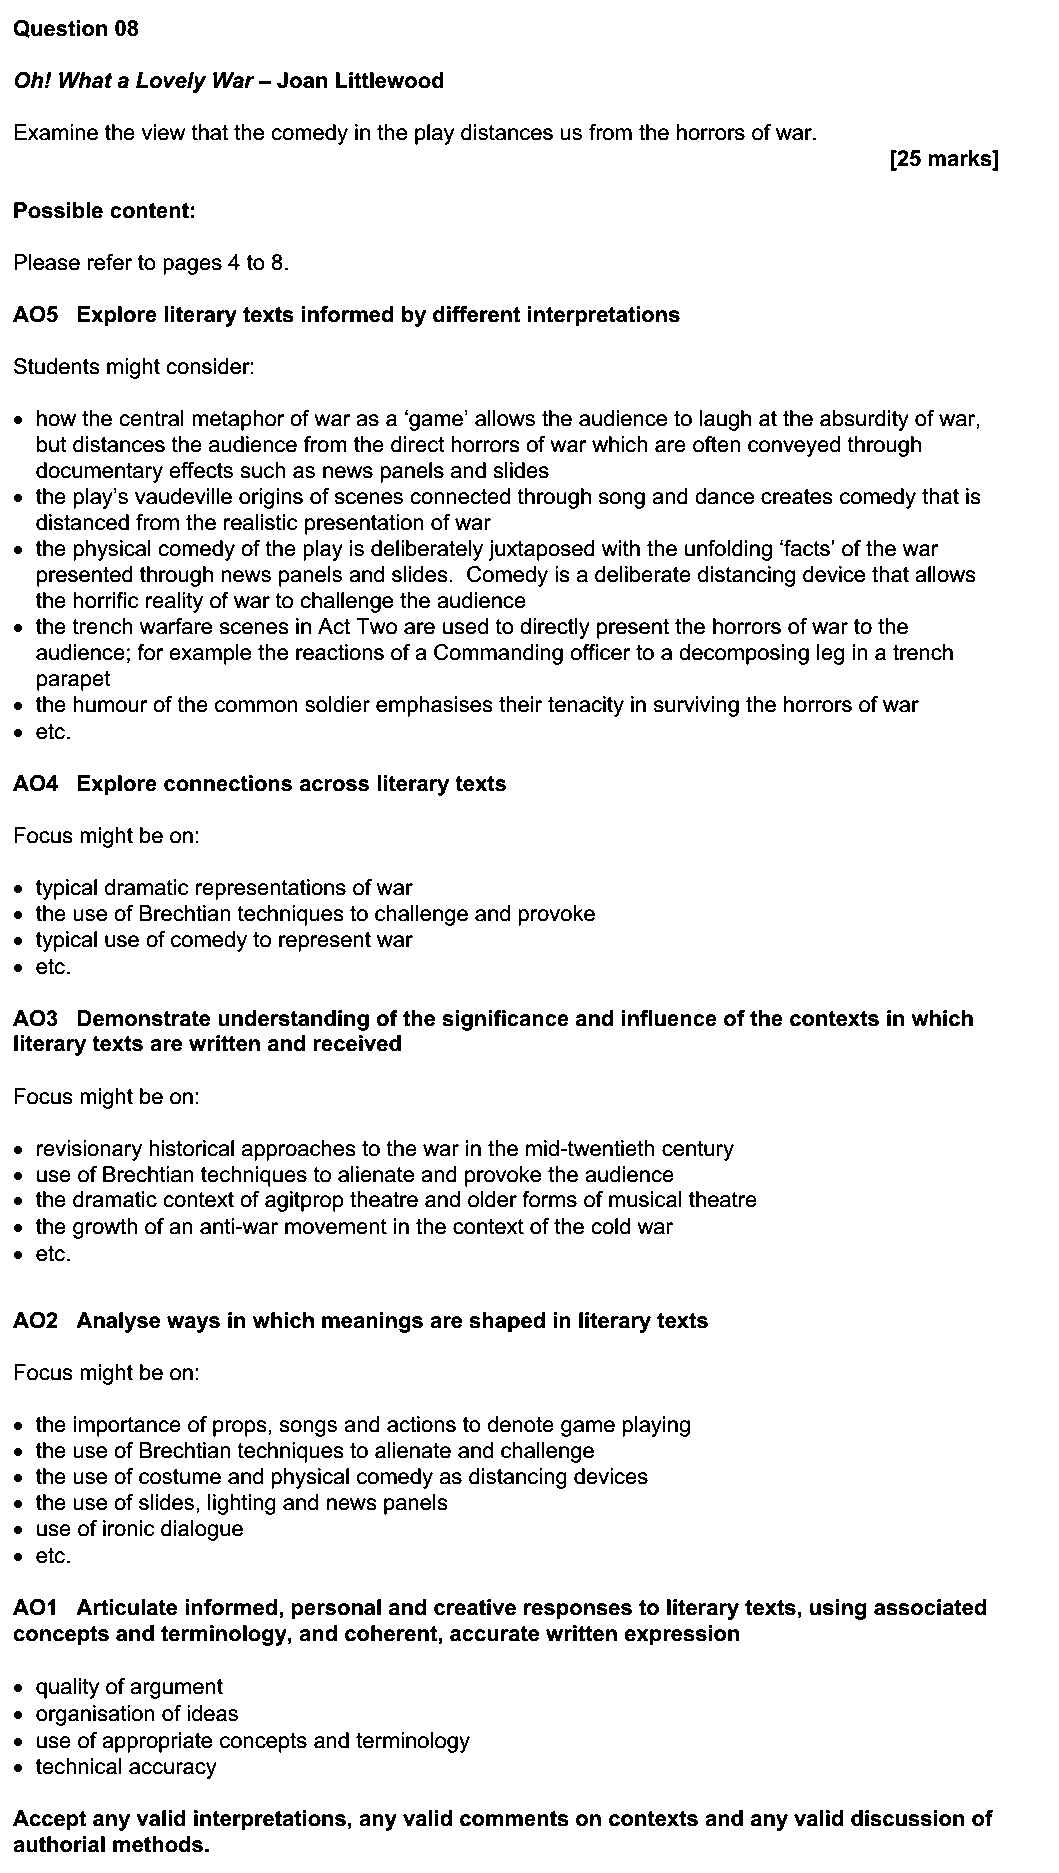 Question 08
Oh! What a Lovely War – Joan Littlewood
Examine the view that the comedy in the play distances us from the horrors of war.
[25 marks]
Possible content:
Please refer to pages 4 to 8.
AO5 Explore literary texts informed by different interpretations
Students might consider:
• how the central metaphor of war as a ‘game’ allows the audience to laugh at the absurdity of war,
but distances the audience from the direct horrors of war which are often conveyed through
documentary effects such as news panels and slides
• the play’s vaudeville origins of scenes connected through song and dance creates comedy that is
distanced from the realistic presentation of war
• the physical comedy of the play is deliberately juxtaposed with the unfolding ‘facts’ of the war
presented through news panels and slides. Comedy is a deliberate distancing device that allows
the horrific reality of war to challenge the audience
• the trench warfare scenes in Act Two are used to directly present the horrors of war to the
audience; for example the reactions of a Commanding officer to a decomposing leg in a trench
parapet
• the humour of the common soldier emphasises their tenacity in surviving the horrors of war
• etc.
AO4 Explore connections across literary texts
Focus might be on:
• typical dramatic representations of war
• the use of Brechtian techniques to challenge and provoke
• typical use of comedy to represent war
• etc.
AO3 Demonstrate understanding of the significance and influence of the contexts in which
literary texts are written and received
Focus might be on:
• revisionary historical approaches to the war in the mid-twentieth century
• use of Brechtian techniques to alienate and provoke the audience
• the dramatic context of agitprop theatre and older forms of musical theatre
• the growth of an anti-war movement in the context of the cold war
• etc.
AO2 Analyse ways in which meanings are shaped in literary texts
Focus might be on:
• the importance of props, songs and actions to denote game playing
• the use of Brechtian techniques to alienate and challenge
• the use of costume and physical comedy as distancing devices
• the use of slides, lighting and news panels
• use of ironic dialogue
• etc.
AO1 Articulate informed, personal and creative responses to literary texts, using associated
concepts and terminology, and coherent, accurate written expression
• quality of argument
• organisation of ideas
• use of appropriate concepts and terminology
• technical accuracy
Accept any valid interpretations, any valid comments on contexts and any valid discussion of
authorial methods.